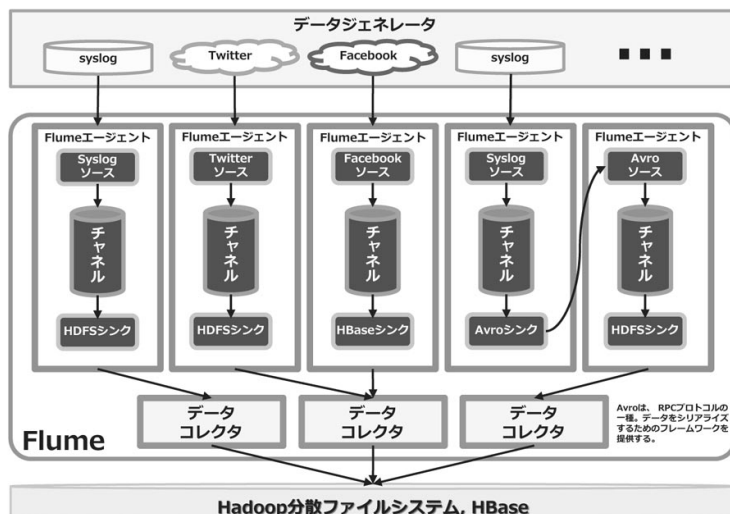 データジェネレータ
syslog
Twitter
Facebook
syslog
Flumeエージェント
Flumeエージェント
Flumeエージェント
Flumeエージェント
Flumeエージェント
Syslog
ソース
Twitter
ソース
Facebook
ソース
Syslog
ソース
Avro
ソース
チャネル
チャネル
チャネル
チャネル
チャネル
HDFSシンク
HDFSシンク
HBaseシンク
Avroシンク
HDFSシンク
データ
コレクタ
データ
コレクタ
データ
コレクタ
Avroは、 RPCプロトコルの
一種。データをシリアライズ
するためのフレームワークを
提供する。
Flume
Hadoop分散ファイルシステム, HBase